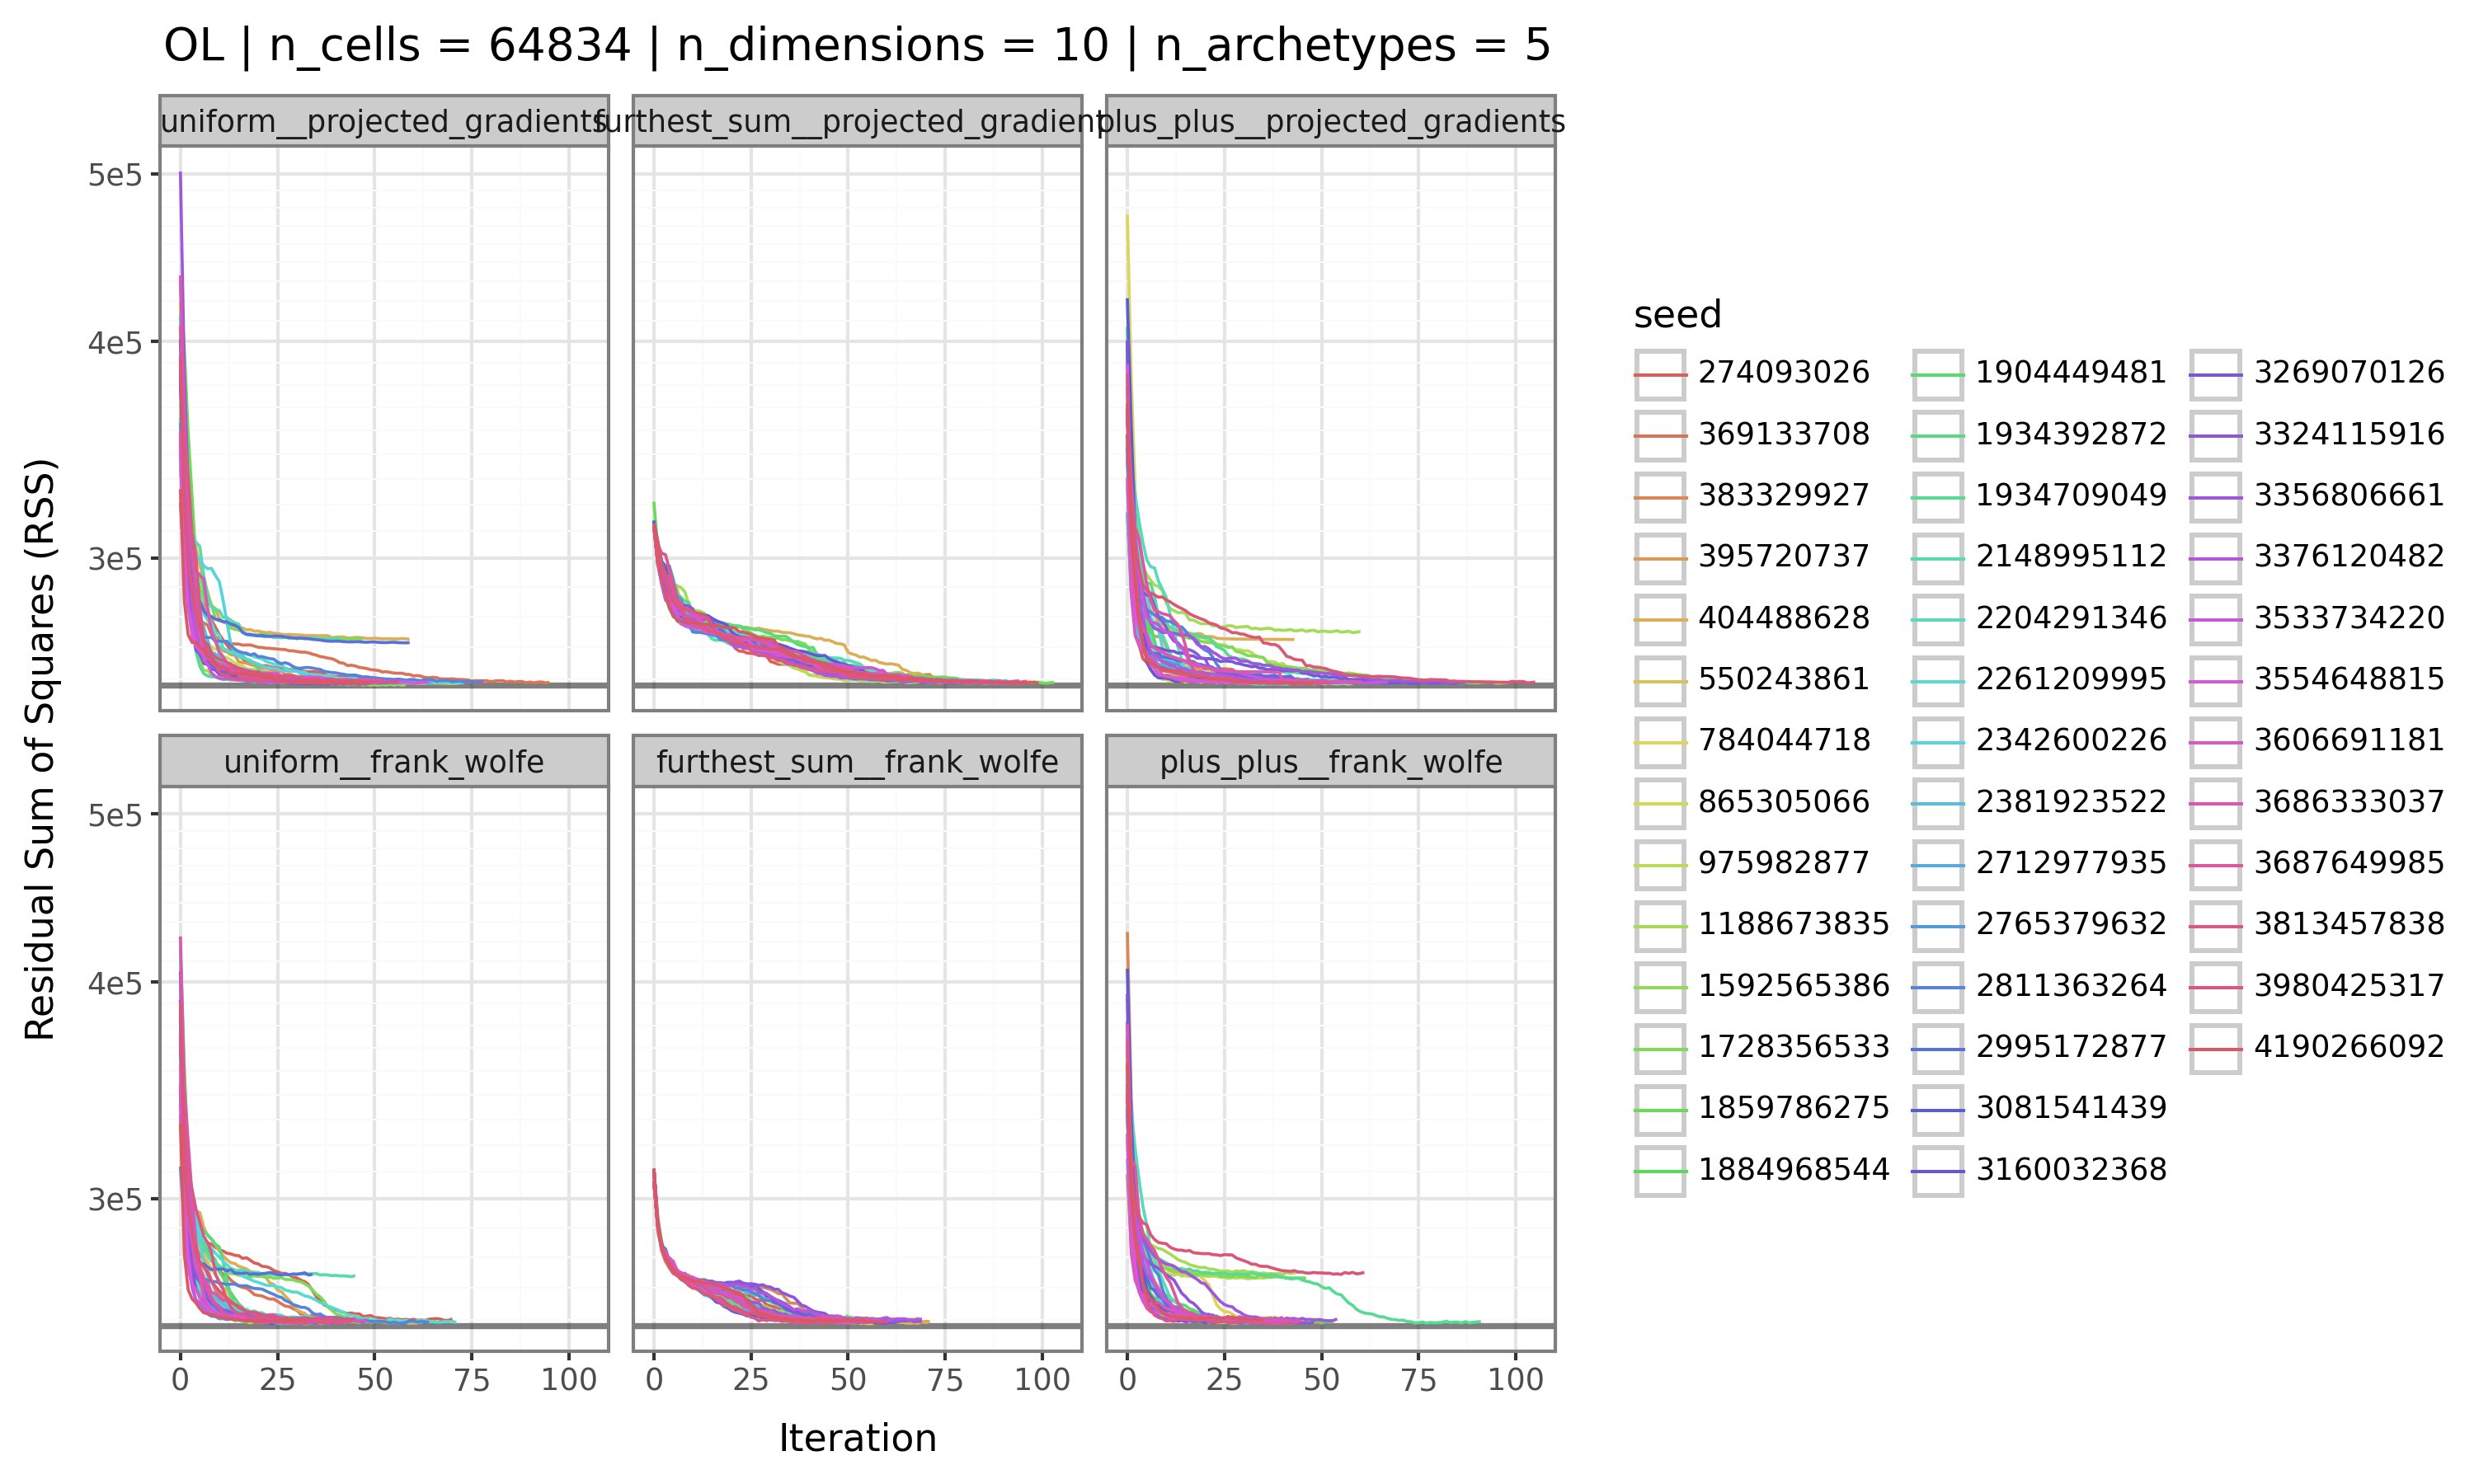 OL | n_cells = 64834 | n_dimensions = 10 | n_archetypes = 5
uniform__projected_gradients
furthest_sum__projected_gradient
plus_plus__projected_gradients
5e5
4e5
3e5
uniform__frank_wolfe
furthest_sum__frank_wolfe
plus_plus__frank_wolfe
5e5
4e5
3e5
0 25 50 75 100
0 25 50 75 100
0 25 50 75 100
Iteration
Residual Sum of Squares (RSS)
seed
274093026
369133708
383329927
395720737
404488628
550243861
784044718
865305066
975982877
1188673835
1592565386
1728356533
1859786275
1884968544
1904449481
1934392872
1934709049
2148995112
2204291346
2261209995
2342600226
2381923522
2712977935
2765379632
2811363264
2995172877
3081541439
3160032368
3269070126
3324115916
3356806661
3376120482
3533734220
3554648815
3606691181
3686333037
3687649985
3813457838
3980425317
4190266092